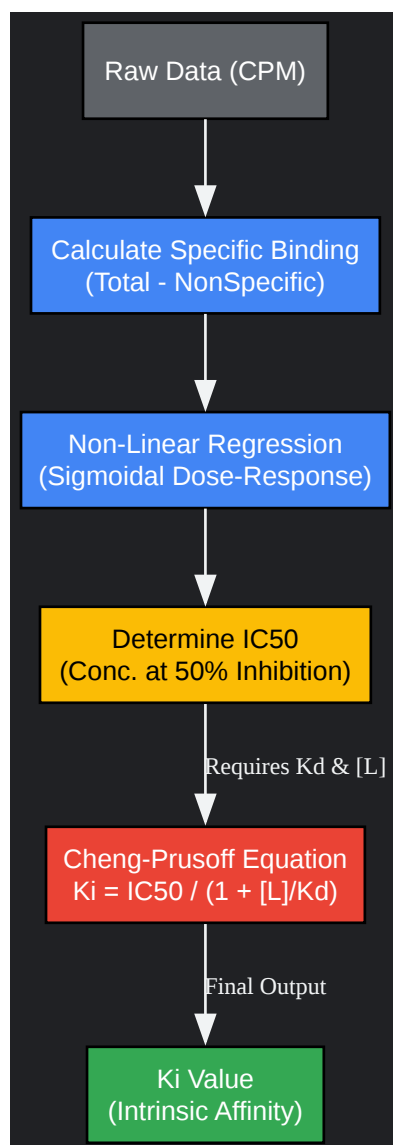 Raw Data (CPM)
Calculate Specific Binding
(Total - NonSpecific)
Non-Linear Regression
(Sigmoidal Dose-Response)
Determine IC50
(Conc. at 50% Inhibition)
Requires Kd & [L]
Cheng-Prusoff Equation
Ki = IC50 / (1 + [L]/Kd)
Final Output
Ki Value
(Intrinsic Affinity)